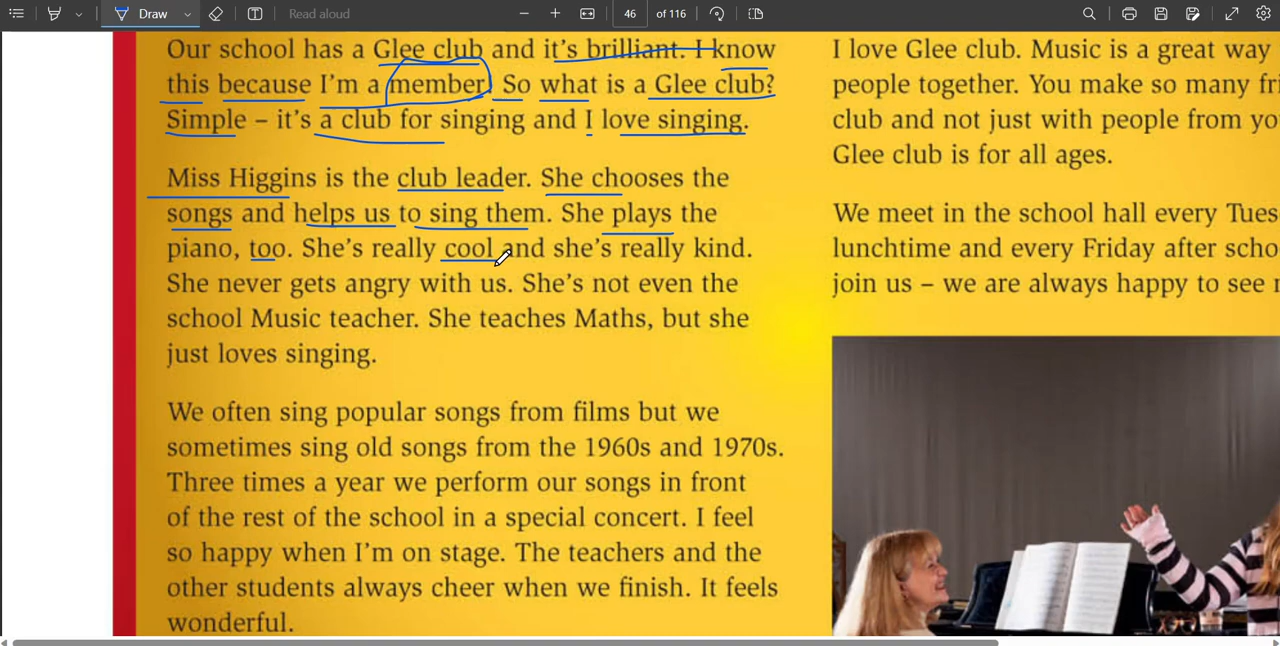 Draw
Read aloud
46 of 116
Our school has a Glee club and it's brilliant. I know
this because I'm a member. So what is a Glee club?
Simple – it's a club for singing and I love singing.
Miss Higgins is the club leader. She chooses the
songs and helps us to sing them. She plays the
piano, too. She's really cool and she's really kind.
She never gets angry with us. She's not even the
school Music teacher. She teaches Maths, but she
just loves singing.
We often sing popular songs from films but we
sometimes sing old songs from the 1960s and 1970s.
Three times a year we perform our songs in front
of the rest of the school in a special concert. I feel
so happy when I'm on stage. The teachers and the
other students always cheer when we finish. It feels
wonderful.
I love Glee club. Music is a great way
people together. You make so many fri
club and not just with people from yo
Glee club is for all ages.
We meet in the school hall every Tues
lunchtime and every Friday after scho
join us – we are always happy to see